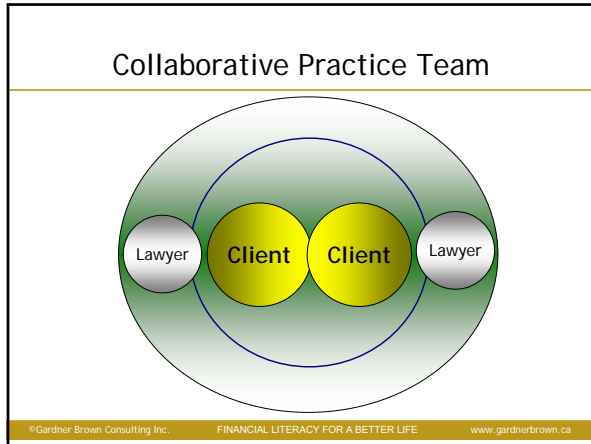 Collaborative Practice Team
Lawyer Client Client Lawyer
©Gardner Brown Consulting Inc. FINANCIAL LITERACY FOR A BETTER LIFE www.gardnerbrown.ca